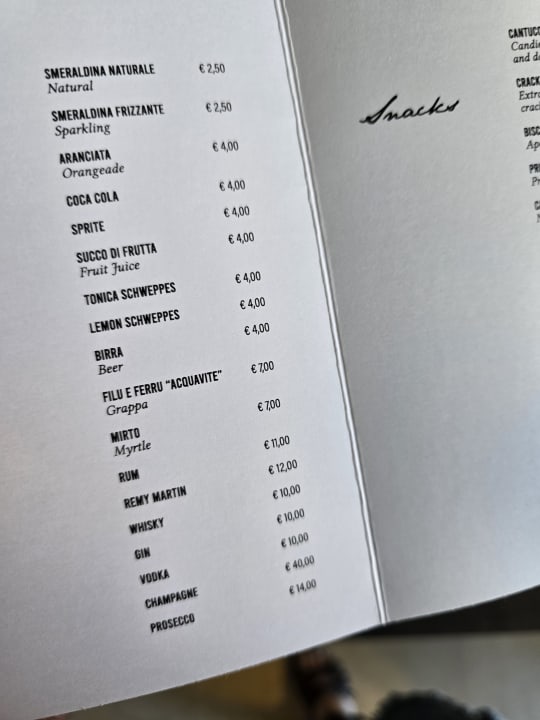 SMERALDINA NATURALE € 2,50
Natural
SMERALDINA FRIZZANTE € 2,50
Sparkling
ARANCIATA € 4,00
Orangeade
COCA COLA € 4,00
SPRITE € 4,00
SUCCO DI FRUTTA € 4,00
Fruit Juice
TONICA SCHWEPPES € 4,00
LEMON SCHWEPPES € 4,00
BIRRA € 4,00
Beer
FILU E FERRU "ACQUAVITE" € 7,00
Grappa
MIRTO € 7,00
Myrtle
RUM € 11,00
REMY MARTIN € 12,00
WHISKY € 10,00
GIN € 10,00
VODKA € 10,00
CHAMPAGNE € 40,00
PROSECCO € 14,00
Snacks
and